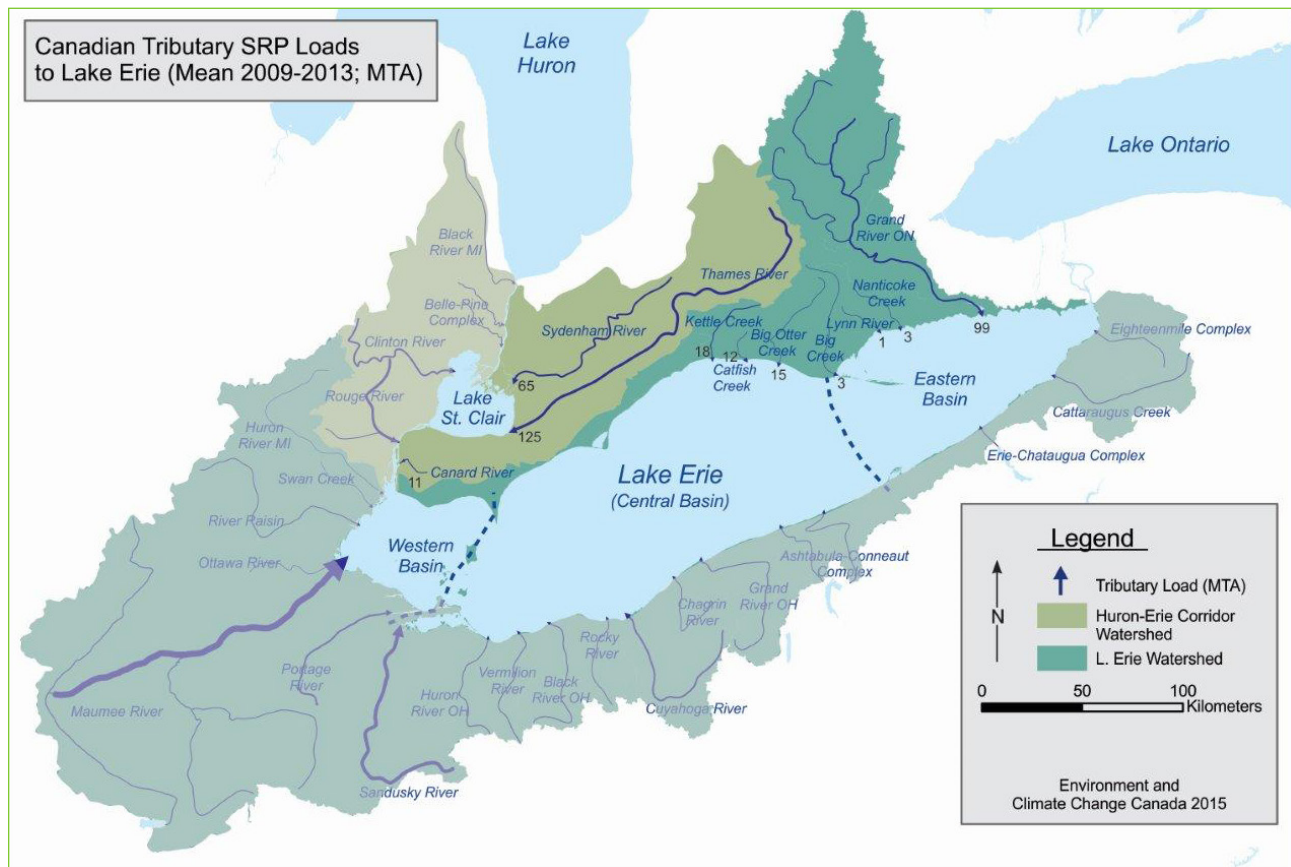 Canadian Tributary SRP Loads
to Lake Erie (Mean 2009-2013; MTA)
Lake
Huron
Lake Ontario
Black
River MI
Belle-Pine
Complex
Clinton River
Rouge River
Huron
River MI
Swan Creek
River Raisin
Ottawa River
Maumee River
Lake
St. Clair
Sydenham River
65
Thames River
125
Canard River
11
Grand
River ON
99
Nanticoke
Creek
3
Lynn River
1
Kettle Creek
18
Big Otter
Creek
15
12
Catfish
Creek
Big
Creek
3
Eastern
Basin
Lake Erie
(Central Basin)
Western
Basin
Eighteenmile Complex
Cattaraugus Creek
Erie-Chataugua Complex
Ashtabula-Conneaut
Complex
Grand
River OH
Chagrin
River
Cuyahoga River
Rocky
River
Black
River OH
Vermilion
River
Huron
River OH
Portage
River
Sandusky River
Legend
N
Tributary Load (MTA)
Huron-Erie Corridor
Watershed
L. Erie Watershed
0 50 100
Kilometers
Environment and
Climate Change Canada 2015